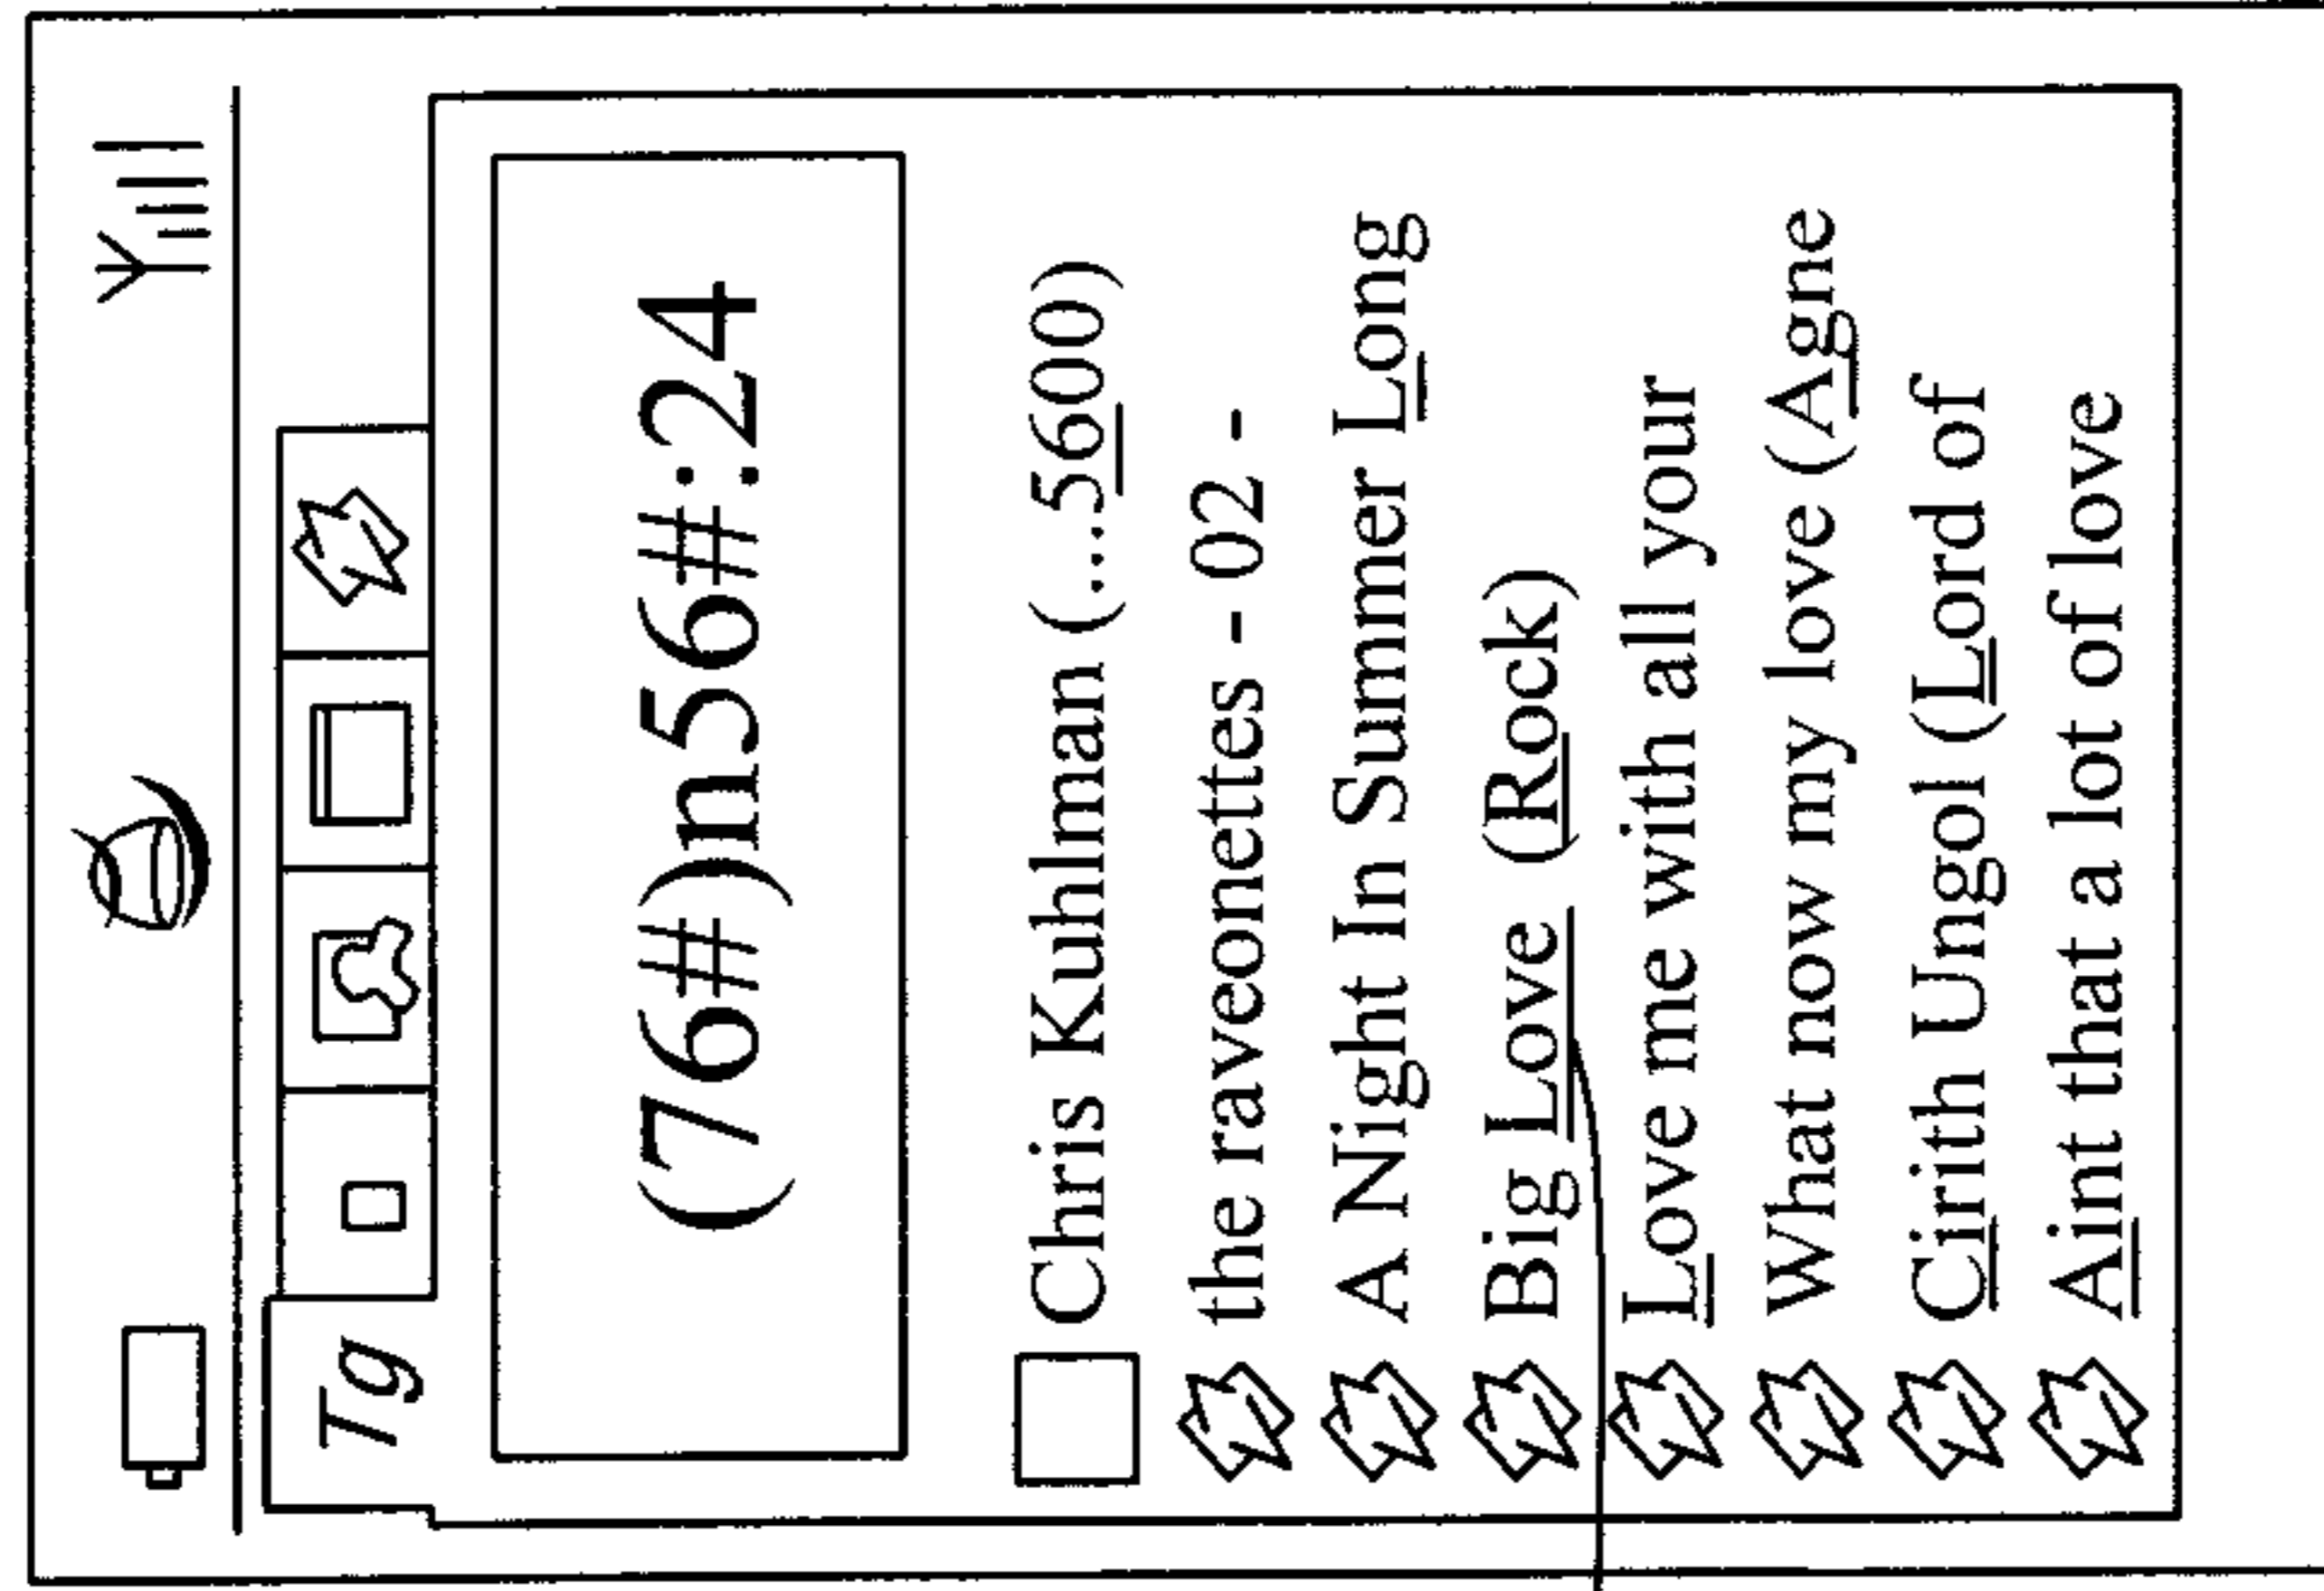 Tg
(76#)n56#:24
Chris Kuhlman (...5600)
the raveonettes - 02 -
A Night In Summer Long
Big Love (Rock)
Love me with all your
What now my love (Agne
Cirith Ungol (Lord of
Aint that a lot of love